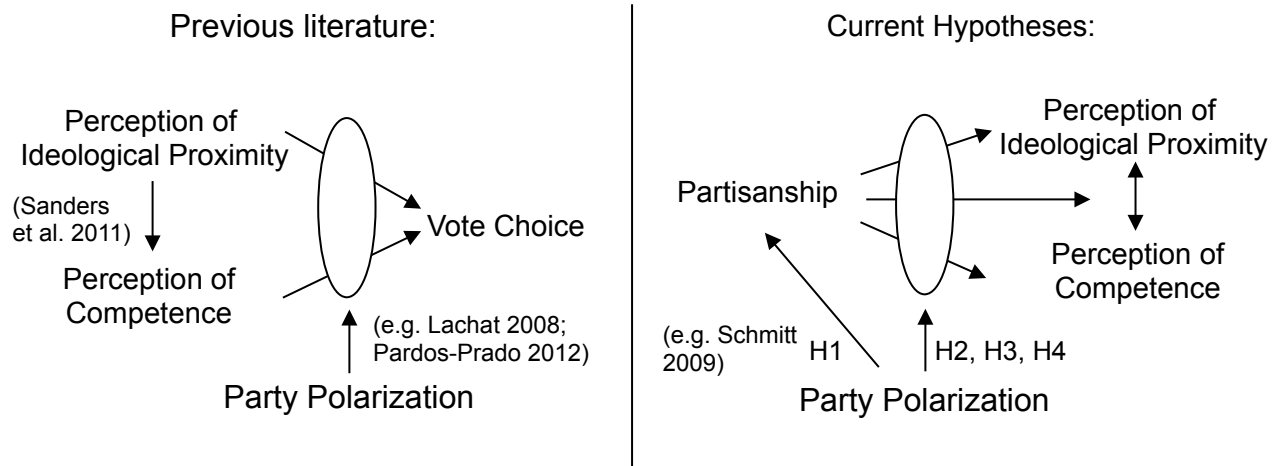 Previous literature:
Perception of
Ideological Proximity
(Sanders
et al. 2011)
Perception of
Competence
Vote Choice
(e.g. Lachat 2008;
Pardos-Prado 2012)
Party Polarization
Current Hypotheses:
Perception of
Ideological Proximity
Partisanship
Perception of
Competence
(e.g. Schmitt
2009)
H1
H2, H3, H4
Party Polarization